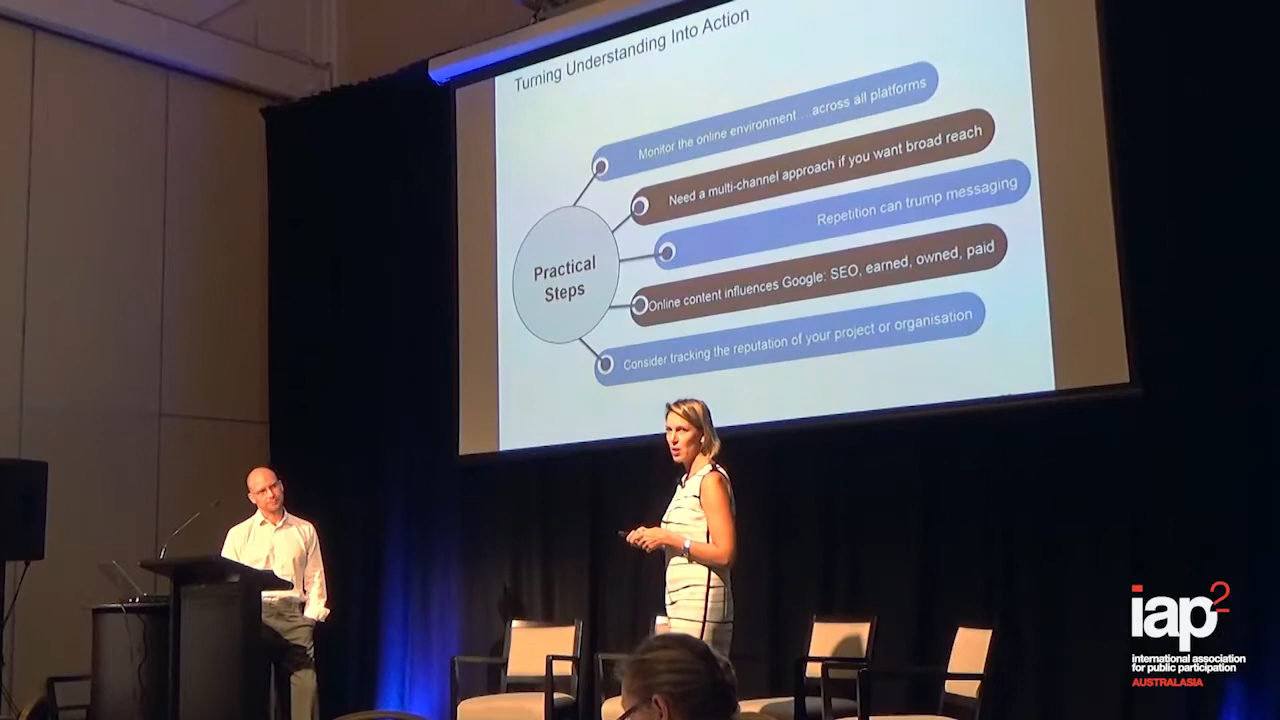 Turning Understanding Into Action
Monitor the online environment....across all platforms
Need a multi-channel approach if you want broad reach
Repetition can trump messaging
Practical
Steps
Online content influences Google: SEO, earned, owned, paid
Consider tracking the reputation of your project or organisation
iap2
international association
for public participation
AUSTRALASIA